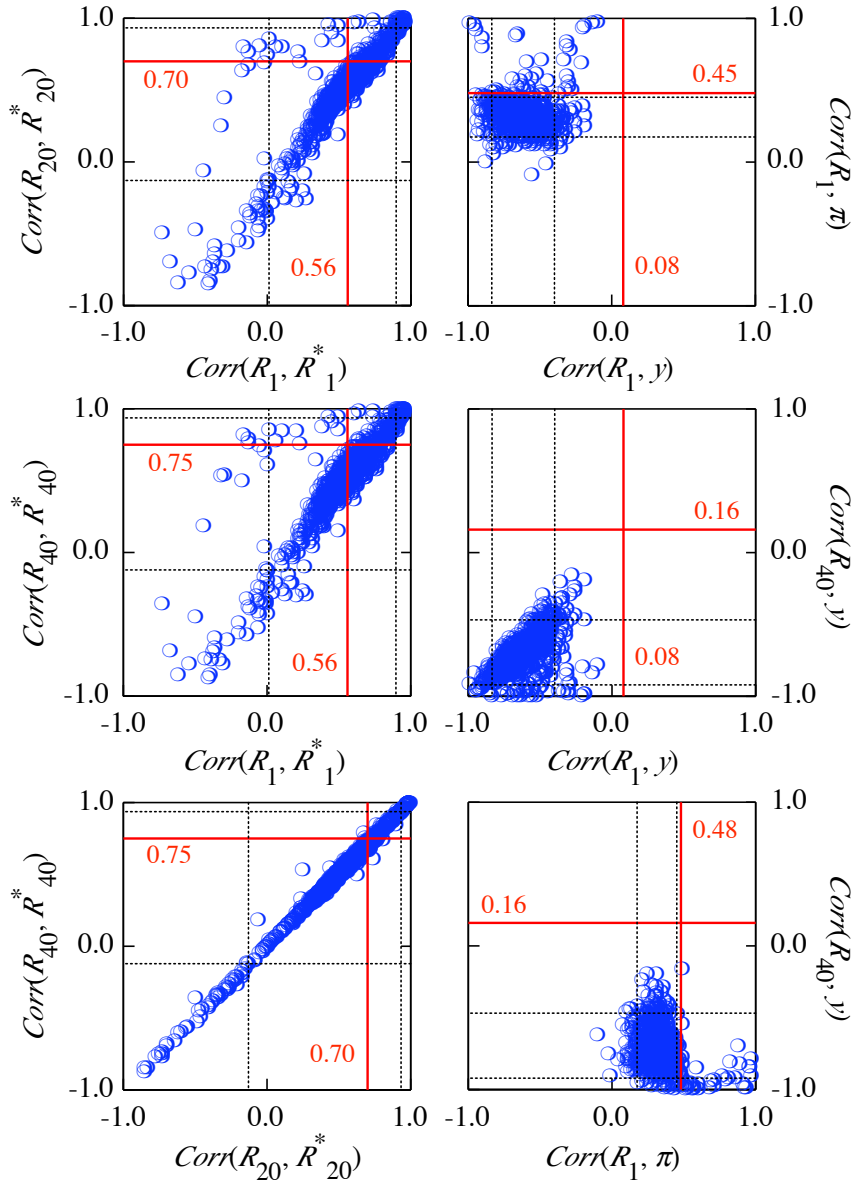 1.0
0.70
0.0
0.56
-1.0
-1.0 0.0 1.0
Corr(R₂₀, R*₂₀)
Corr(R₁, R*₁)
0.45
0.08
1.0
0.0
-1.0
-1.0 0.0 1.0
Corr(R₁, π)
Corr(R₁, y)
1.0
0.75
0.0
0.56
-1.0
-1.0 0.0 1.0
Corr(R₄₀, R*₄₀)
Corr(R₁, R*₁)
0.16
0.08
1.0
0.0
-1.0
-1.0 0.0 1.0
Corr(R₄₀, y)
Corr(R₁, y)
1.0
0.75
0.0
0.70
-1.0
-1.0 0.0 1.0
Corr(R₄₀, R*₄₀)
Corr(R₂₀, R*₂₀)
0.48
0.16
1.0
0.0
-1.0
-1.0 0.0 1.0
Corr(R₄₀, y)
Corr(R₁, π)